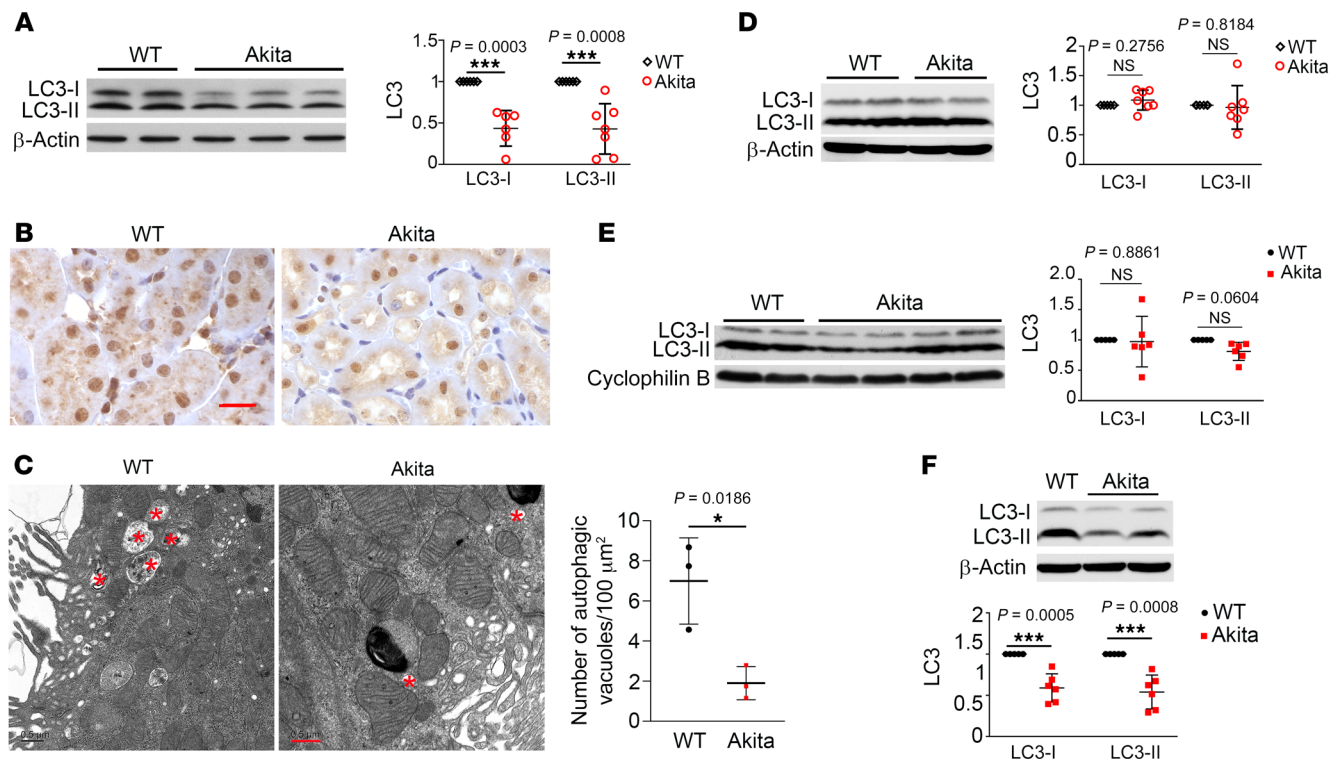 A
WT Akita
LC3-I
LC3-II
β-Actin
P = 0.0003
P = 0.0008
***
***
WT
Akita
LC3
1.5
1
0.5
0
LC3-I LC3-II
D
WT Akita
LC3-I
LC3-II
β-Actin
P = 0.8184
P = 0.2756
NS
NS
WT
Akita
LC3
2
1.5
1
0.5
0
LC3-I LC3-II
B
WT Akita
E
WT Akita
LC3-I
LC3-II
Cyclophilin B
P = 0.8861
NS
P = 0.0604
NS
WT
Akita
LC3
2.0
1.5
1
0.5
0
LC3-I LC3-II
C
WT Akita
* * * * *
* *
0.5 µm
0.5 µm
P = 0.0186
*
Number of autophagic
vacuoles/100 µm²
10
8
6
4
2
0
WT Akita
F
WT Akita
LC3-I
LC3-II
β-Actin
P = 0.0005
P = 0.0008
***
***
WT
Akita
LC3
2
1.5
1
0.5
0
LC3-I LC3-II